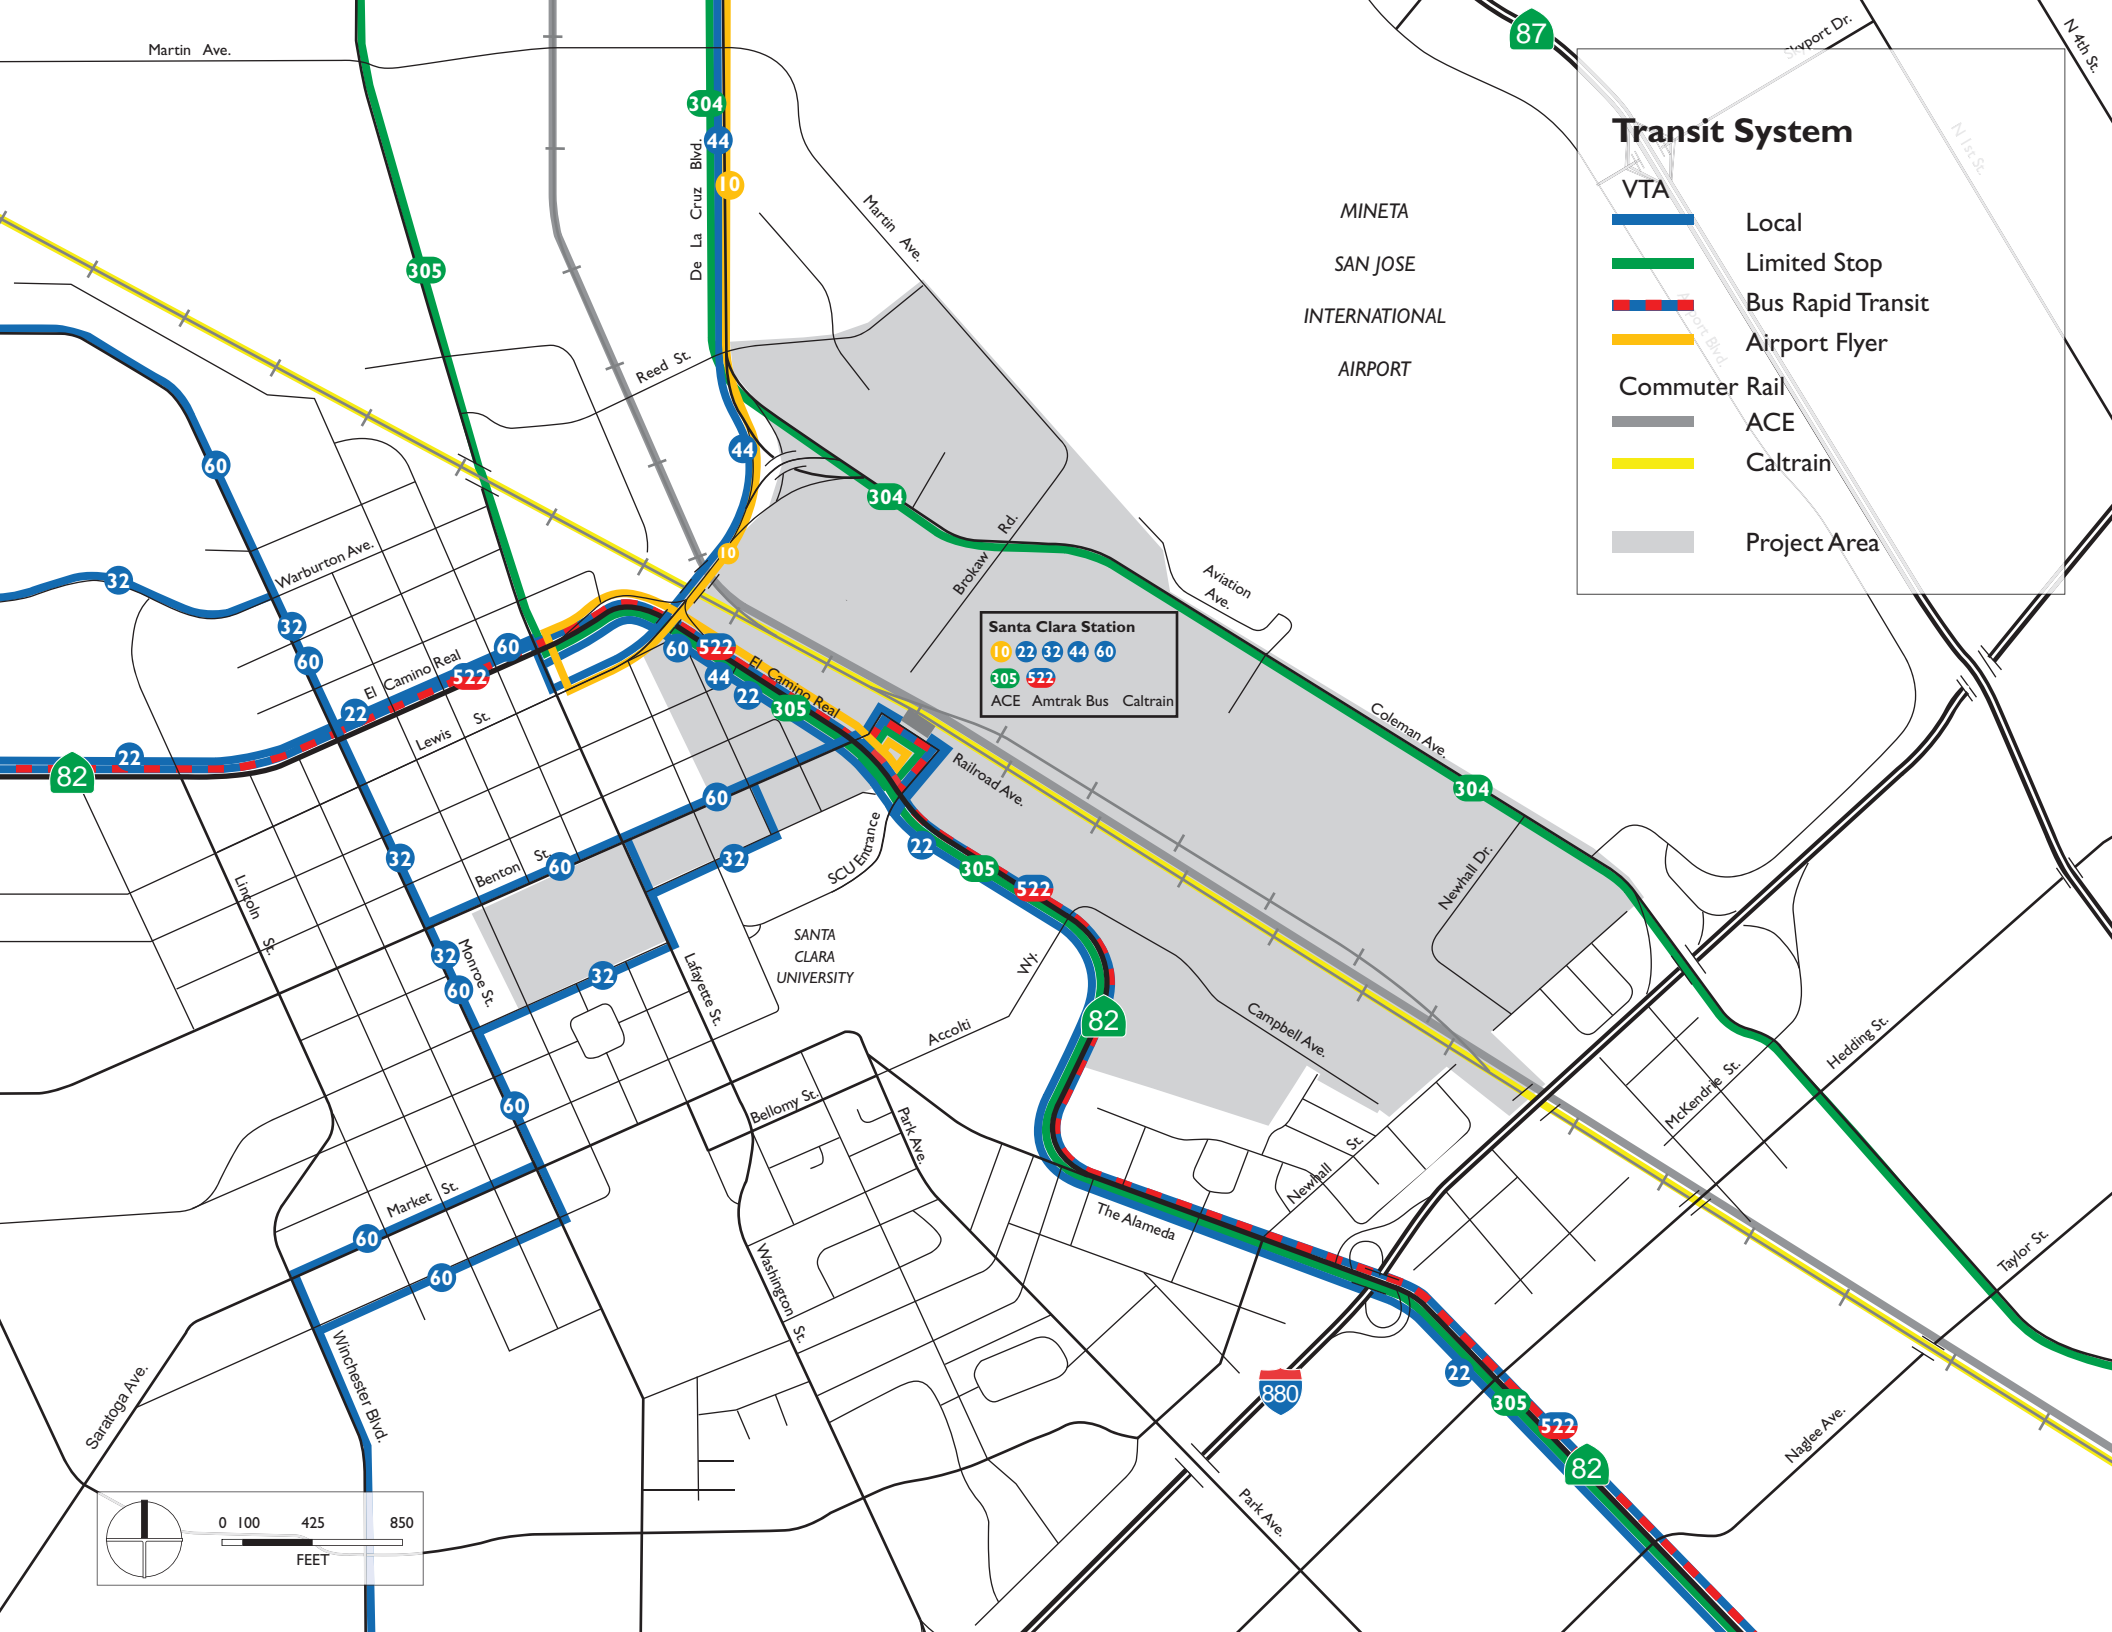 Martin Ave.
87
Skyport Dr.
N 4th St.
304
44
De La Cruz Blvd.
10
Martin Ave.
MINETA
SAN JOSE
INTERNATIONAL
AIRPORT
Transit System
VTA
Local
Limited Stop
Bus Rapid Transit
Airport Flyer
Commuter Rail
ACE
Caltrain
Project Area
N 1st St.
Airport Blvd.
305
Reed St.
60
44
304
10
Brokaw Rd.
Aviation
Ave.
Warburton Ave.
32
32
60
60
El Camino Real
522
22
Lewis St.
22
82
60
522
44
22
305
El Camino Real
Santa Clara Station
10 22 32 44 60
305 522
ACE Amtrak Bus Caltrain
Railroad Ave.
Coleman Ave.
304
60
32
SCU Entrance
22
305
522
32
Benton St.
60
Lincoln St.
32
60
Monroe St.
32
Lafayette St.
SANTA
CLARA
UNIVERSITY
Accolti Wy.
82
Campbell Ave.
Newhall Dr.
Hedding St.
McKendrie St.
60
Bellomy St.
Park Ave.
Newhall St.
The Alameda
Market St.
60
60
Washington St.
Winchester Blvd.
Saratoga Ave.
Taylor St.
Naglee Ave.
880
22
305
522
82
Park Ave.
0 100 425 850
FEET